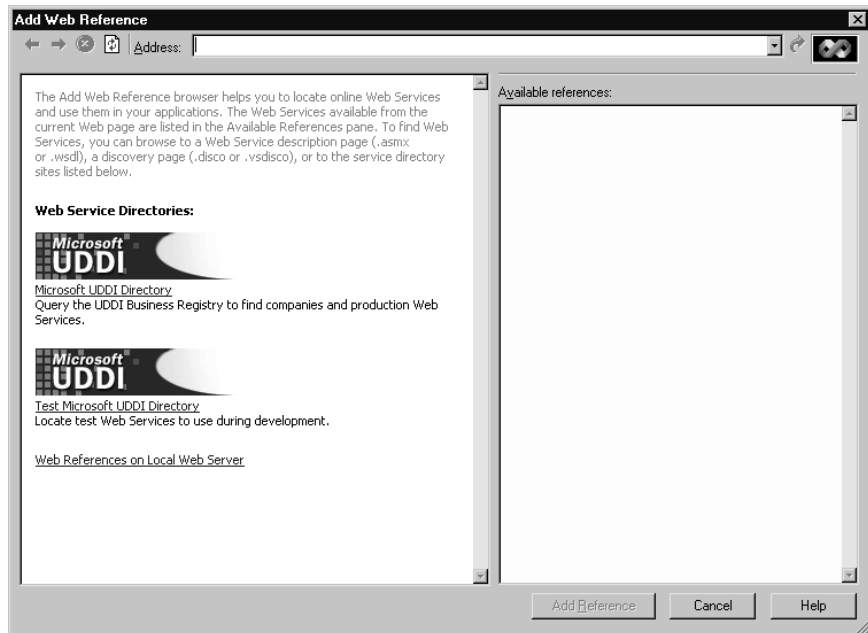 Add Web Reference
Address:
The Add Web Reference browser helps you to locate online Web Services
and use them in your applications. The Web Services available from the
current Web page are listed in the Available References pane. To find Web
Services, you can browse to a Web Service description page (.asmx
or .wsdl), a discovery page (.disco or .vsdisco), or to the service directory
sites listed below.
Web Service Directories:
Microsoft
UDDI
Microsoft UDDI Directory
Query the UDDI Business Registry to find companies and production Web
Services.
Microsoft
UDDI
Test Microsoft UDDI Directory
Locate test Web Services to use during development.
Web References on Local Web Server
Available references:
Add Reference
Cancel
Help